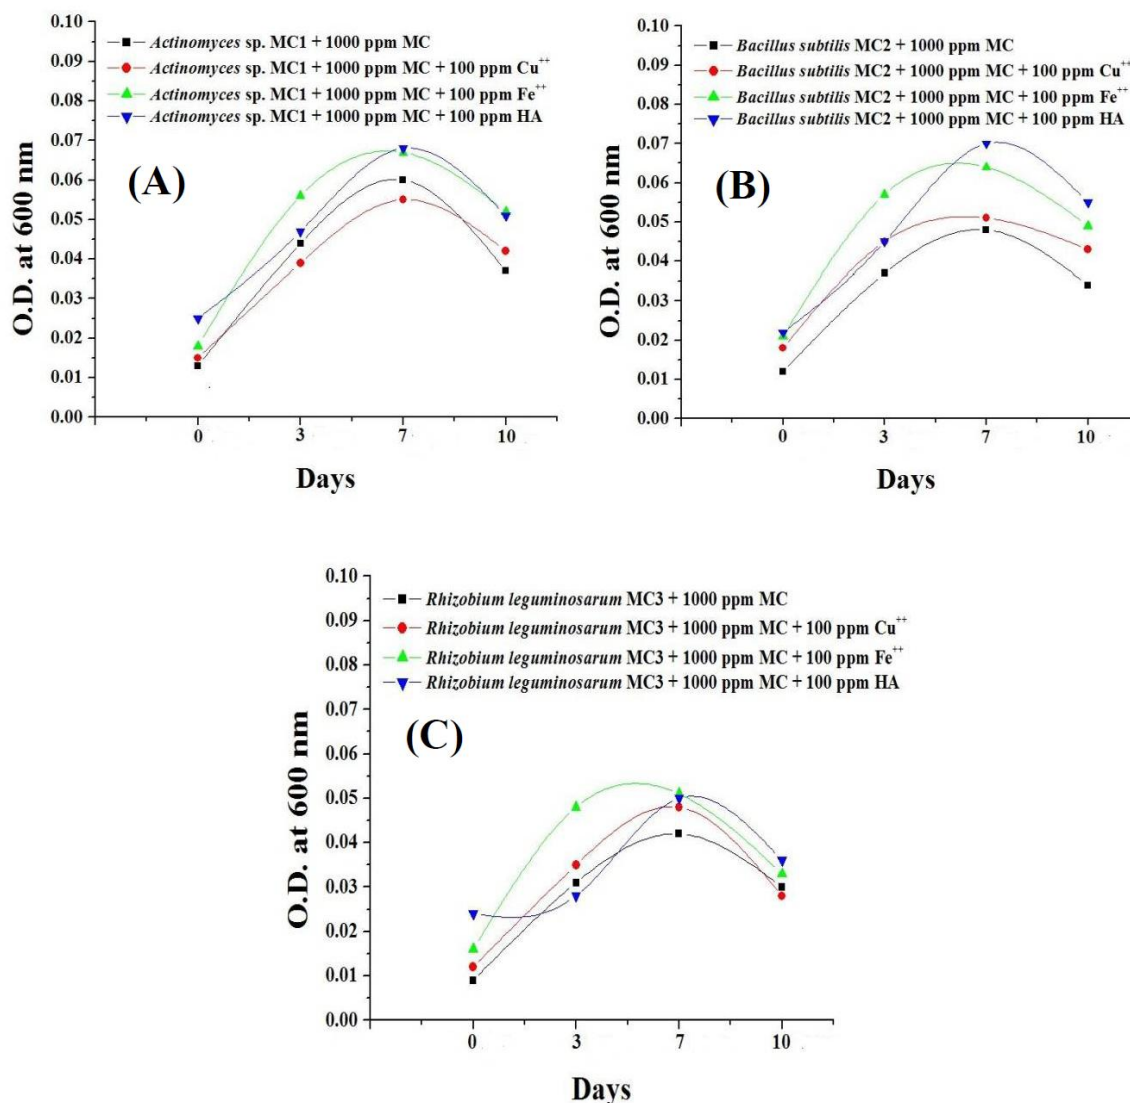 0.10
0.09
0.08
0.07
0.06
0.05
0.04
0.03
0.02
0.01
0.00
O.D. at 600 nm
Actinomyces sp. MC1 + 1000 ppm MC
Actinomyces sp. MC1 + 1000 ppm MC + 100 ppm Cu⁺⁺
Actinomyces sp. MC1 + 1000 ppm MC + 100 ppm Fe⁺⁺
Actinomyces sp. MC1 + 1000 ppm MC + 100 ppm HA
(A)
0 3 7 10
Days
0.10
0.09
0.08
0.07
0.06
0.05
0.04
0.03
0.02
0.01
0.00
O.D. at 600 nm
Bacillus subtilis MC2 + 1000 ppm MC
Bacillus subtilis MC2 + 1000 ppm MC + 100 ppm Cu⁺⁺
Bacillus subtilis MC2 + 1000 ppm MC + 100 ppm Fe⁺⁺
Bacillus subtilis MC2 + 1000 ppm MC + 100 ppm HA
(B)
0 3 7 10
Days
0.10
0.09
0.08
0.07
0.06
0.05
0.04
0.03
0.02
0.01
0.00
O.D. at 600 nm
Rhizobium leguminosarum MC3 + 1000 ppm MC
Rhizobium leguminosarum MC3 + 1000 ppm MC + 100 ppm Cu⁺⁺
Rhizobium leguminosarum MC3 + 1000 ppm MC + 100 ppm Fe⁺⁺
Rhizobium leguminosarum MC3 + 1000 ppm MC + 100 ppm HA
(C)
0 3 7 10
Days